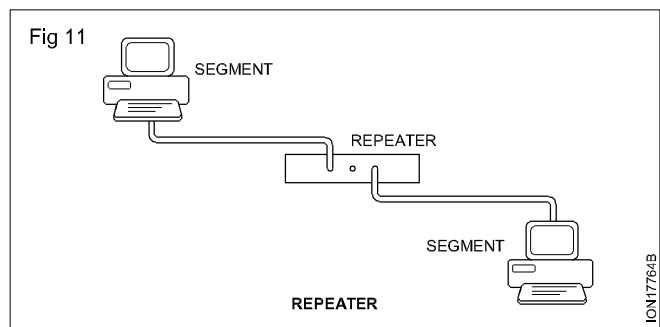 Fig 11
SEGMENT
REPEATER
SEGMENT
REPEATER
ION17764B